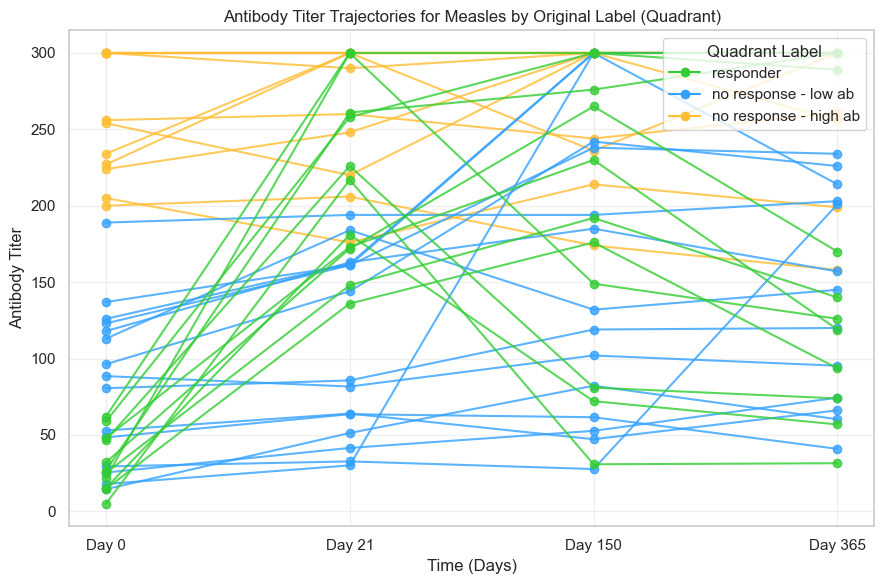 Antibody Titer Trajectories for Measles by Original Label (Quadrant)
Quadrant Label
responder
no response - low ab
no response - high ab
Antibody Titer
300
250
200
150
100
50
0
Day 0
Day 21
Day 150
Day 365
Time (Days)